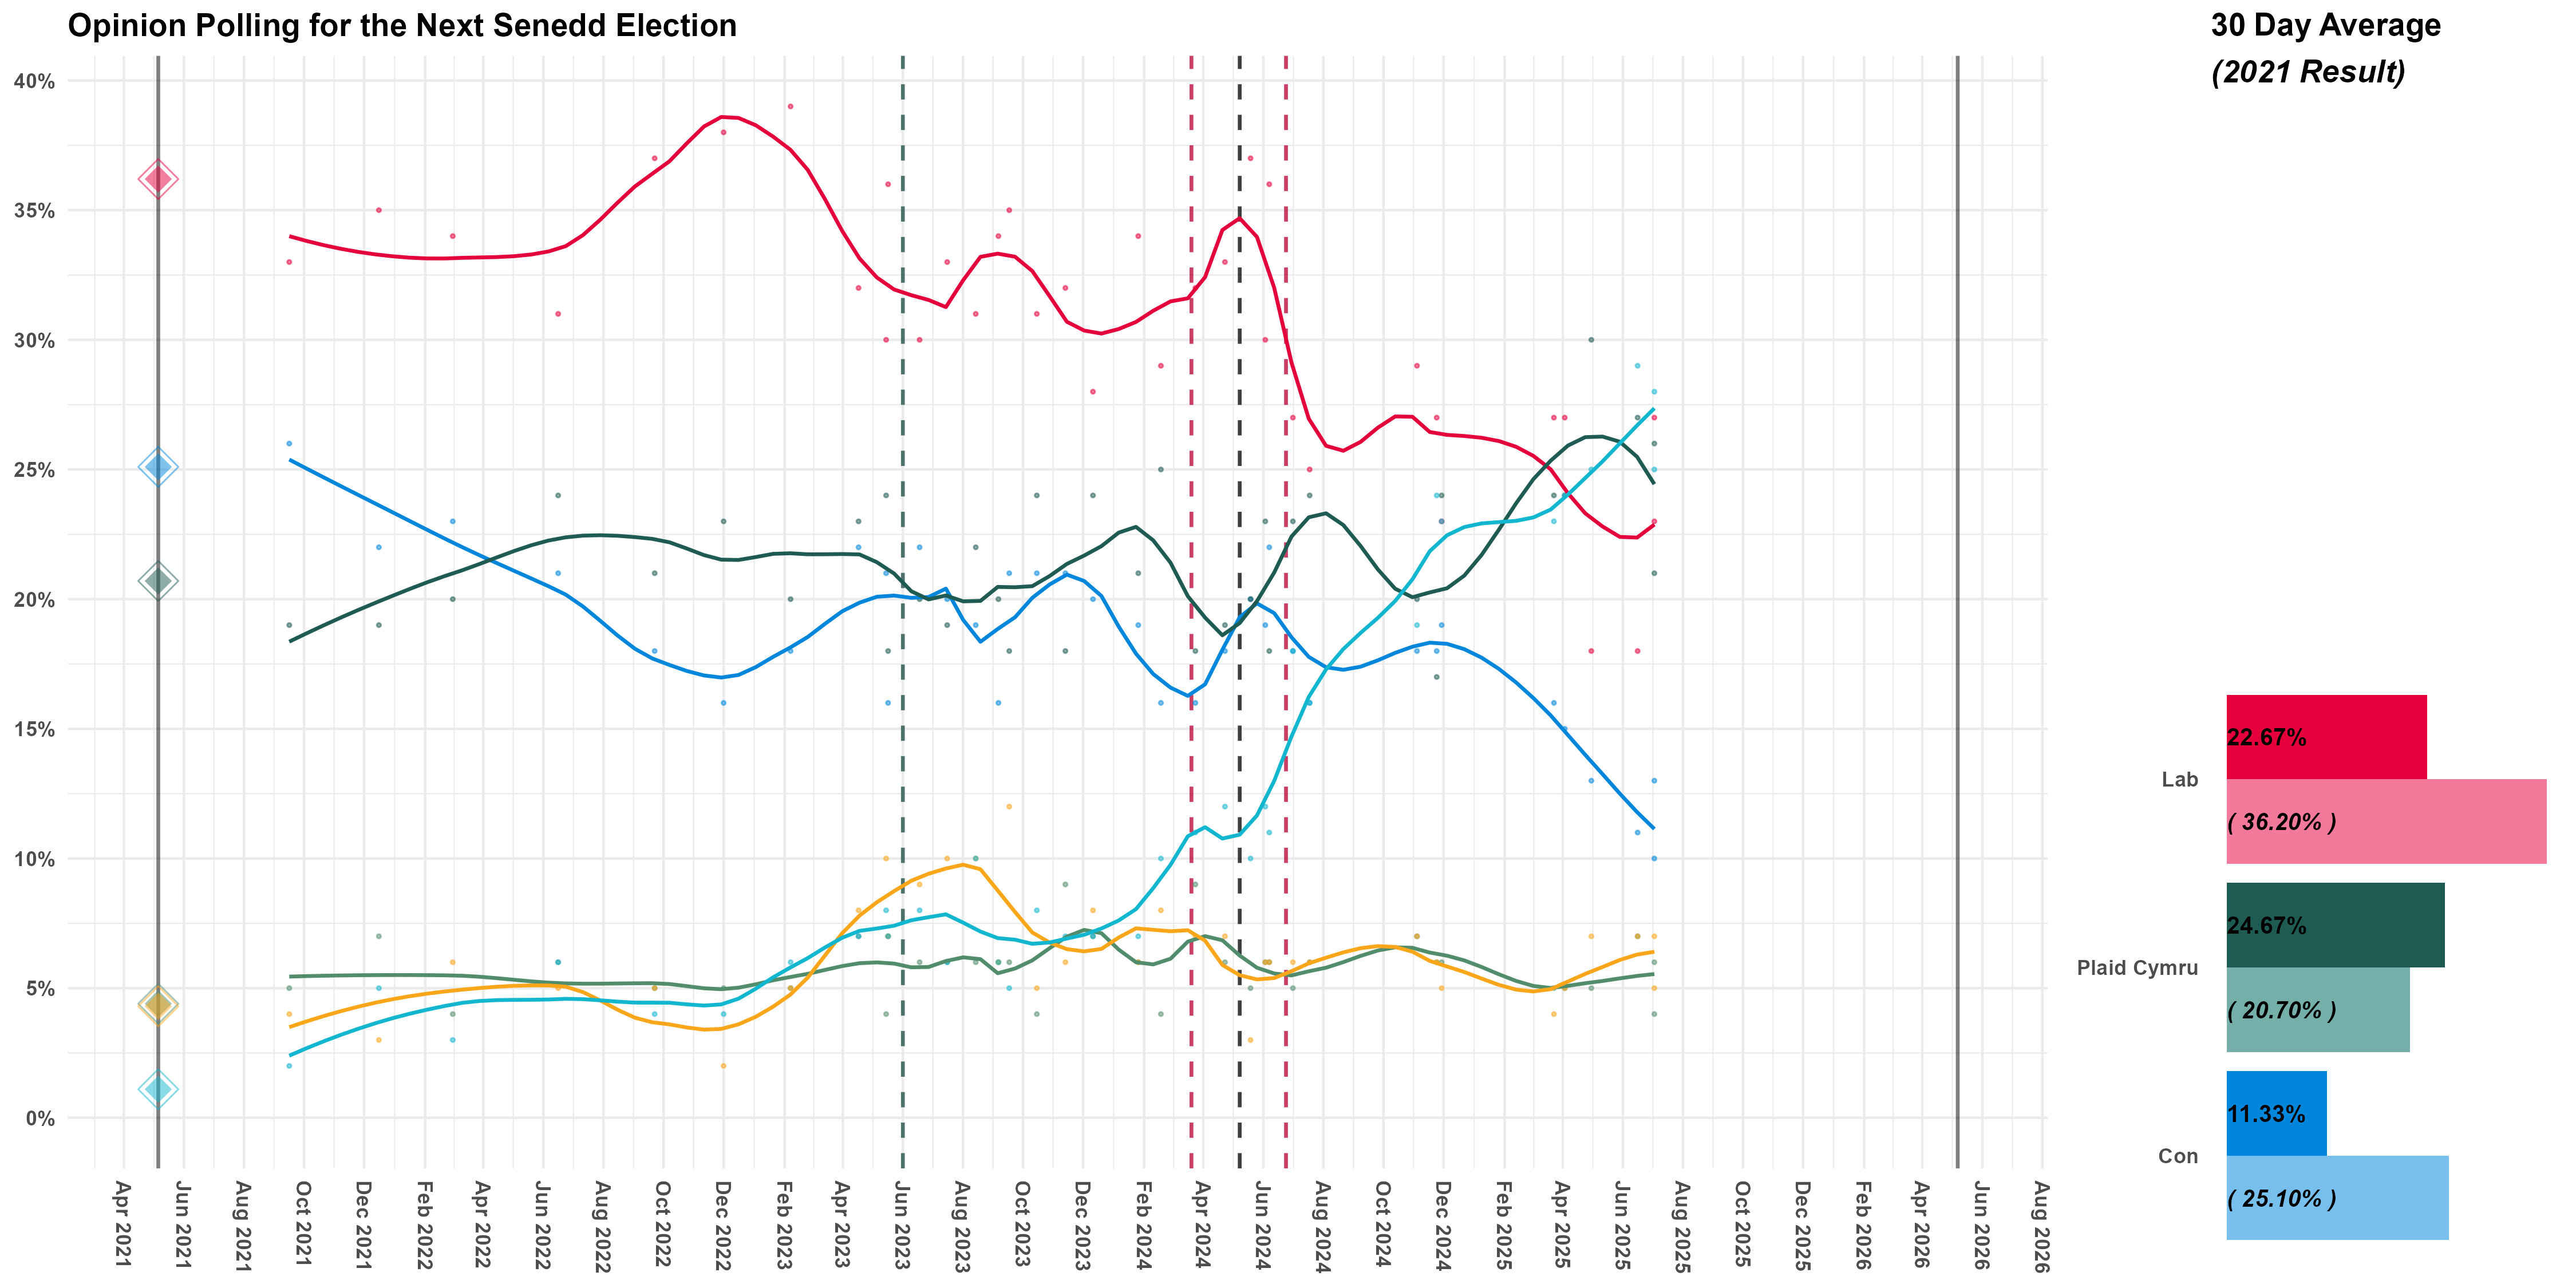 Opinion Polling for the Next Senedd Election
30 Day Average
(2021 Result)
40%
35%
30%
25%
20%
15%
10%
5%
0%
Apr 2021
Jun 2021
Aug 2021
Oct 2021
Dec 2021
Feb 2022
Apr 2022
Jun 2022
Aug 2022
Oct 2022
Dec 2022
Feb 2023
Apr 2023
Jun 2023
Aug 2023
Oct 2023
Dec 2023
Feb 2024
Apr 2024
Jun 2024
Aug 2024
Oct 2024
Dec 2024
Feb 2025
Apr 2025
Jun 2025
Aug 2025
Oct 2025
Dec 2025
Feb 2026
Apr 2026
Jun 2026
Aug 2026
Lab
22.67%
( 36.20% )
Plaid Cymru
24.67%
( 20.70% )
Con
11.33%
( 25.10% )